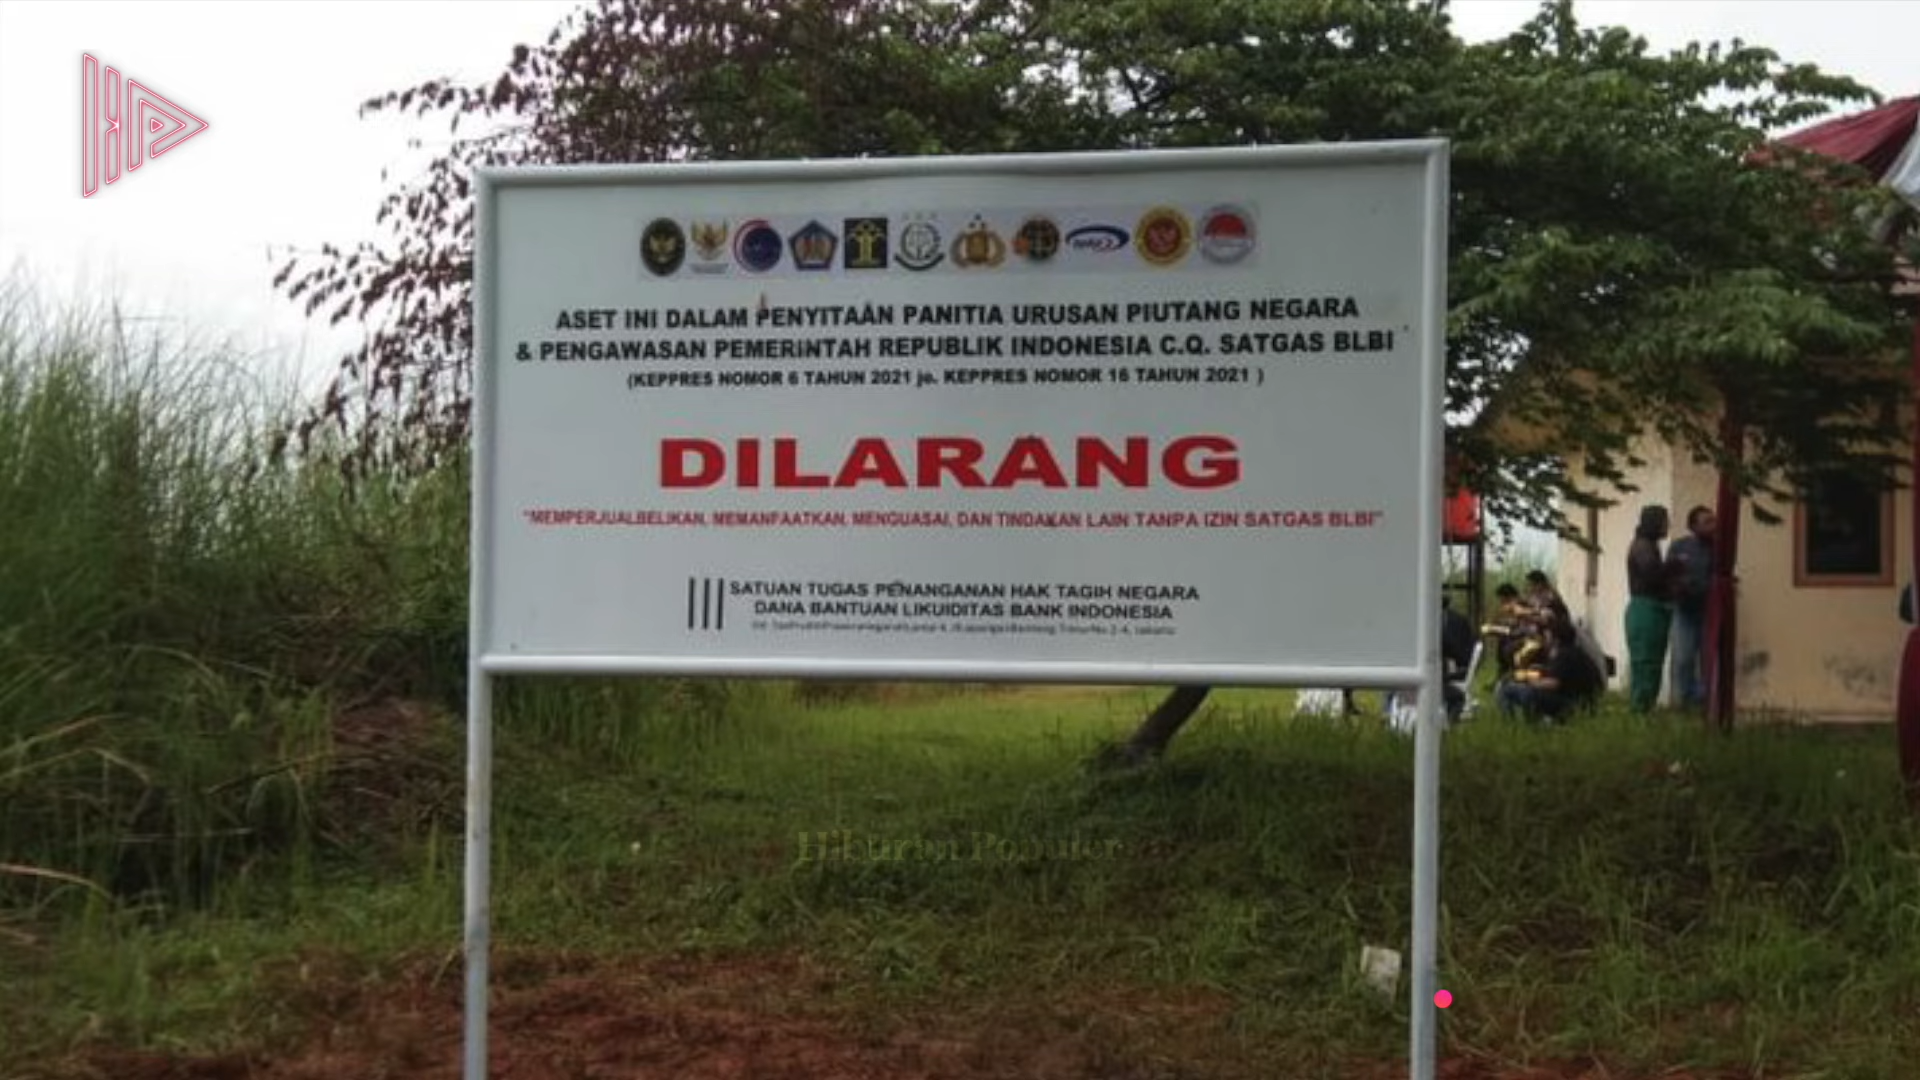 ASET INI DALAM PENYITAAN PANITIA URUSAN PIUTANG NEGARA
& PENGAWASAN PEMERINTAH REPUBLIK INDONESIA C.Q. SATGAS BLBI
(KEPPRES NOMOR 6 TAHUN 2021 jo. KEPPRES NOMOR 16 TAHUN 2021 )
DILARANG
"MEMPERJUALBELIKAN, MEMANFAATKAN, MENGUASAI, DAN TINDAKAN LAIN TANPA IZIN SATGAS BLBI"
SATUAN TUGAS PENANGANAN HAK TAGIH NEGARA
DANA BANTUAN LIKUIDITAS BANK INDONESIA
Hiburan Populer